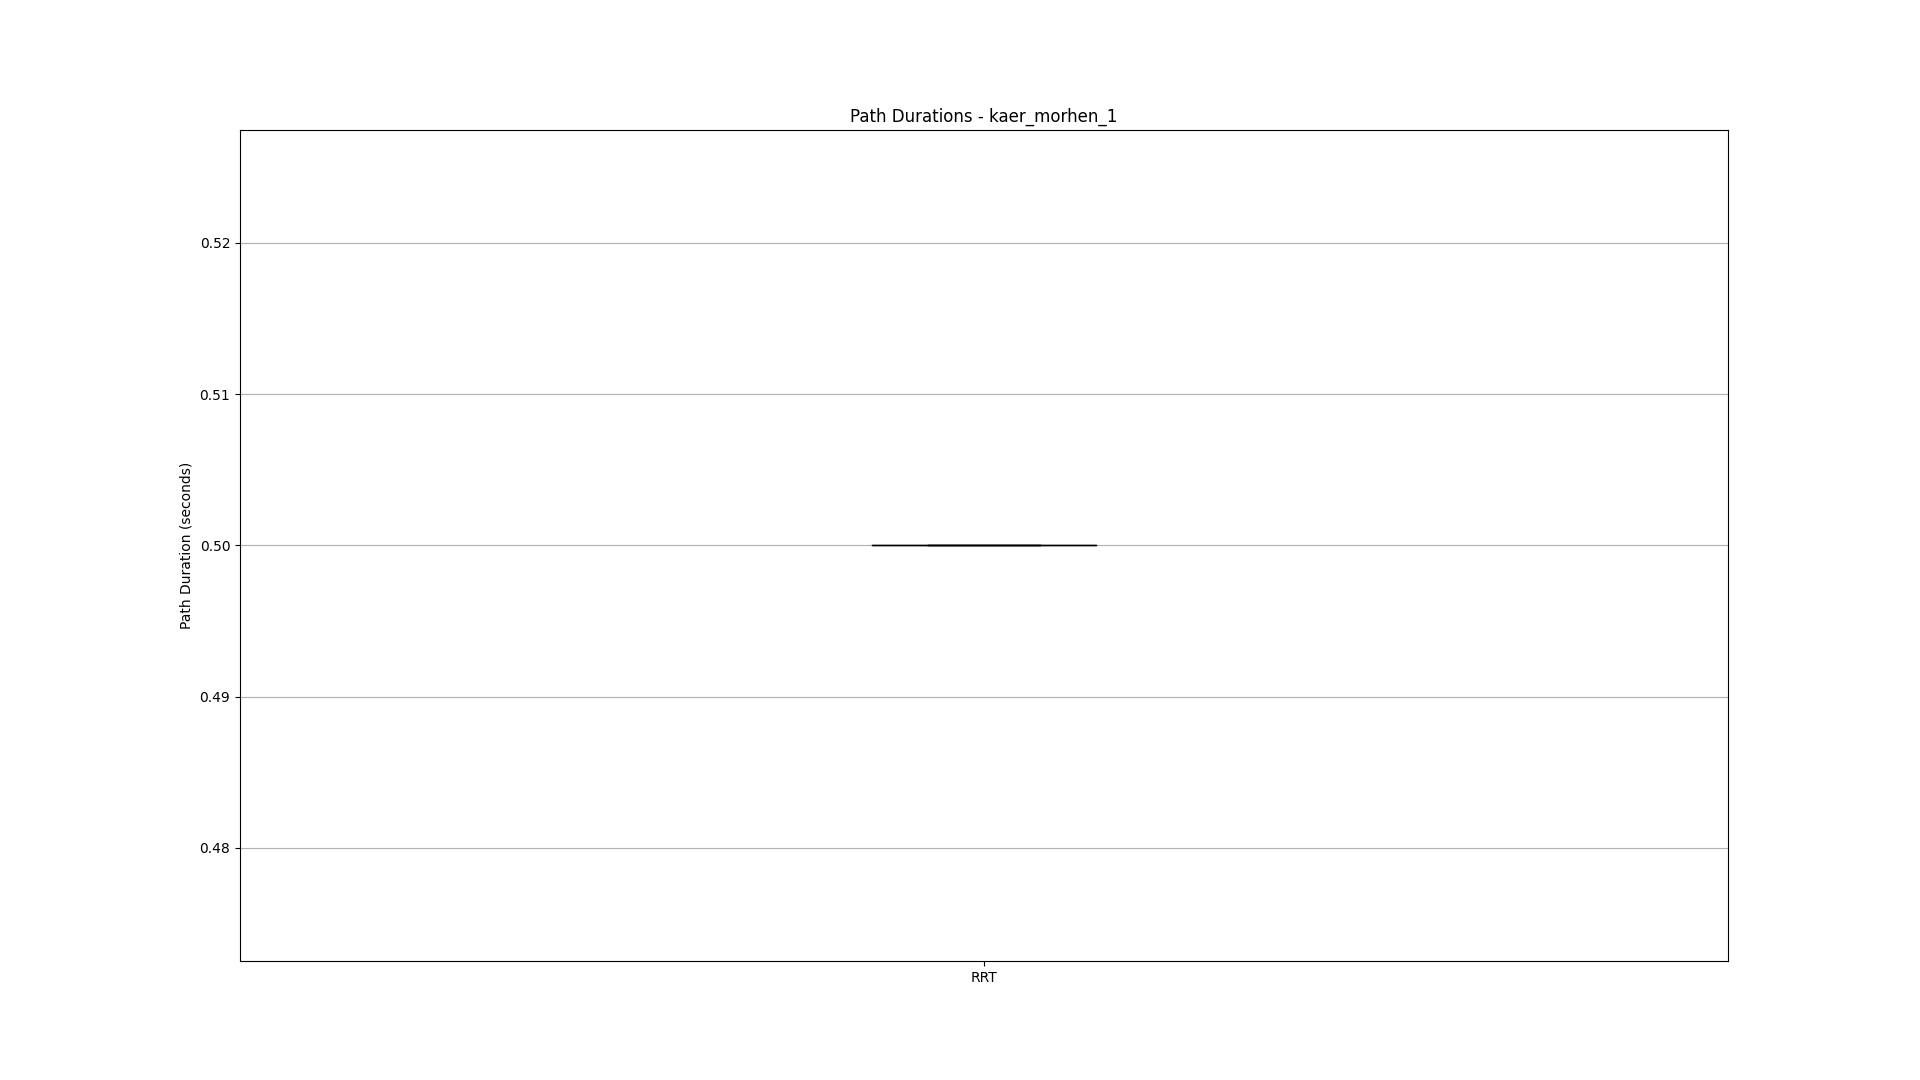 Path Durations - kaer_morhen_1
0.52
0.51
0.50
0.49
0.48
Path Duration (seconds)
RRT